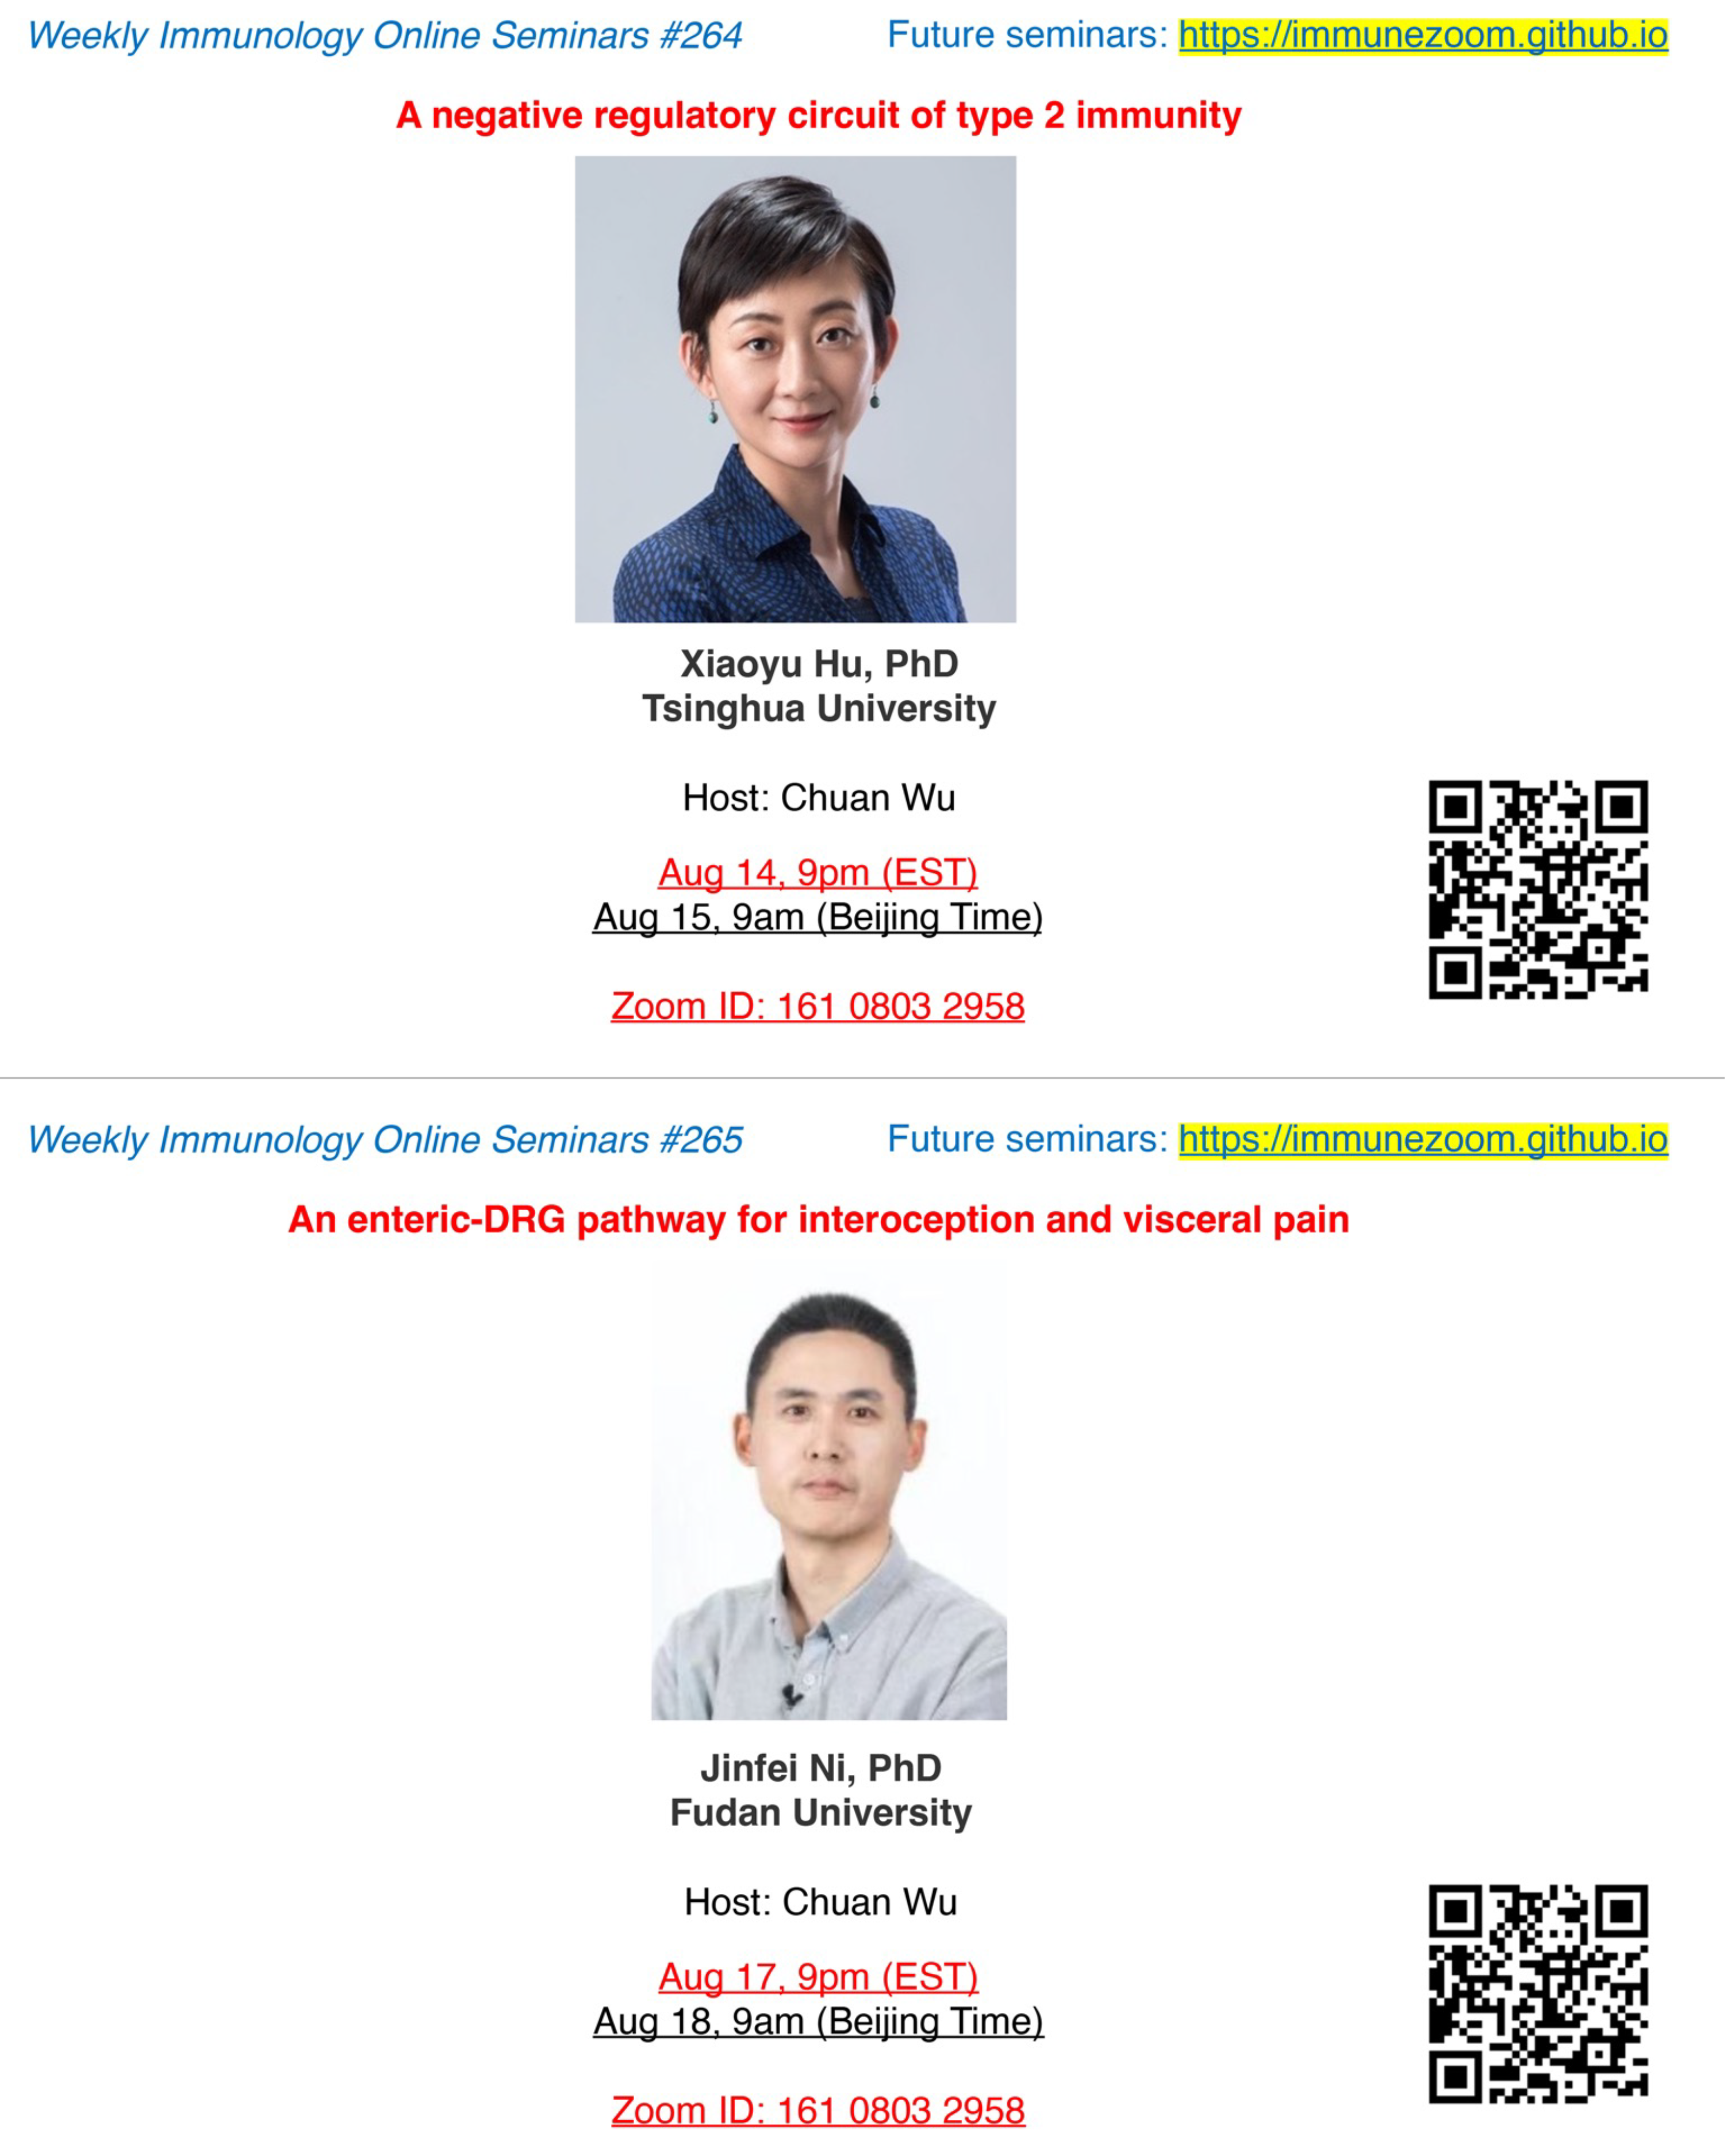 Weekly Immunology Online Seminars #264
Future seminars: https://immunezoom.github.io
A negative regulatory circuit of type 2 immunity
Xiaoyu Hu, PhD
Tsinghua University
Host: Chuan Wu
Aug 14, 9pm (EST)
Aug 15, 9am (Beijing Time)
Zoom ID: 161 0803 2958
Weekly Immunology Online Seminars #265
Future seminars: https://immunezoom.github.io
An enteric-DRG pathway for interoception and visceral pain
Jinfei Ni, PhD
Fudan University
Host: Chuan Wu
Aug 17, 9pm (EST)
Aug 18, 9am (Beijing Time)
Zoom ID: 161 0803 2958